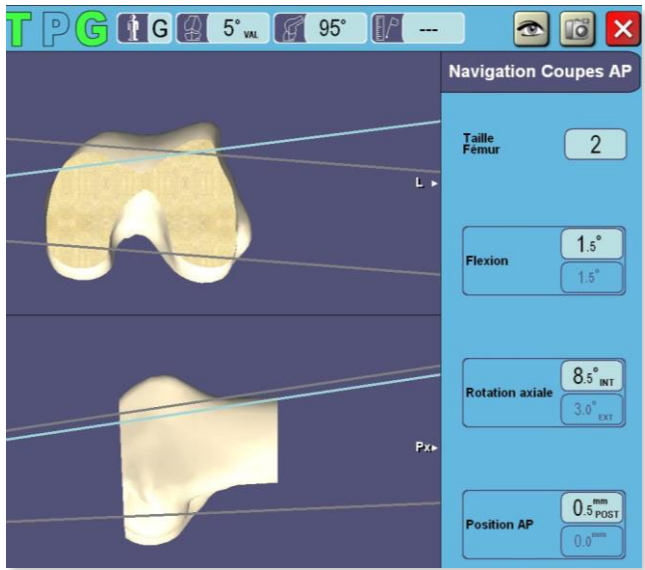 T P G G 5° VAL 95° ---
Navigation Coupes AP
Taille
Fémur
2
L
Flexion
1.5°
1.5°
Rotation axiale
8.5° INT
3.0° EXT
Px
Position AP
0.5 mm POST
0.0 mm